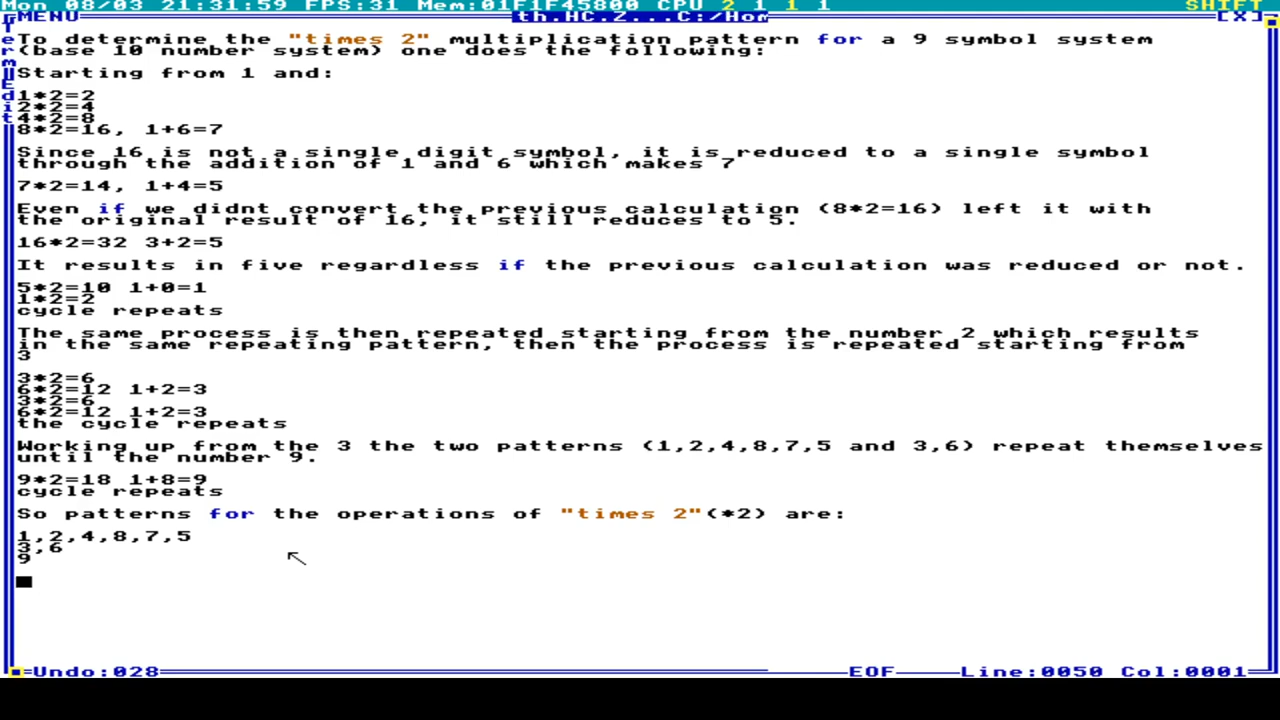 Mon 08/03 21:31:59 FPS:31 Mem:01F1F45800 CPU 2 1 1 1 SHIFT
MENU th.HC.Z...C:/Hom [X]
TermEdit
To determine the "times 2" multiplication pattern for a 9 symbol system
(base 10 number system) one does the following:
Starting from 1 and:
1*2=2
2*2=4
4*2=8
8*2=16, 1+6=7
Since 16 is not a single digit symbol, it is reduced to a single symbol
through the addition of 1 and 6 which makes 7
7*2=14, 1+4=5
Even if we didnt convert the previous calculation (8*2=16) left it with
the original result of 16, it still reduces to 5.
16*2=32 3+2=5
It results in five regardless if the previous calculation was reduced or not.
5*2=10 1+0=1
1*2=2
cycle repeats
The same process is then repeated starting from the number 2 which results
in the same repeating pattern, then the process is repeated starting from
3
3*2=6
6*2=12 1+2=3
3*2=6
6*2=12 1+2=3
the cycle repeats
Working up from the 3 the two patterns (1,2,4,8,7,5 and 3,6) repeat themselves
until the number 9.
9*2=18 1+8=9
cycle repeats
So patterns for the operations of "times 2"(*2) are:
1,2,4,8,7,5
3,6
9
Undo:028 EOF Line:0050 Col:0001